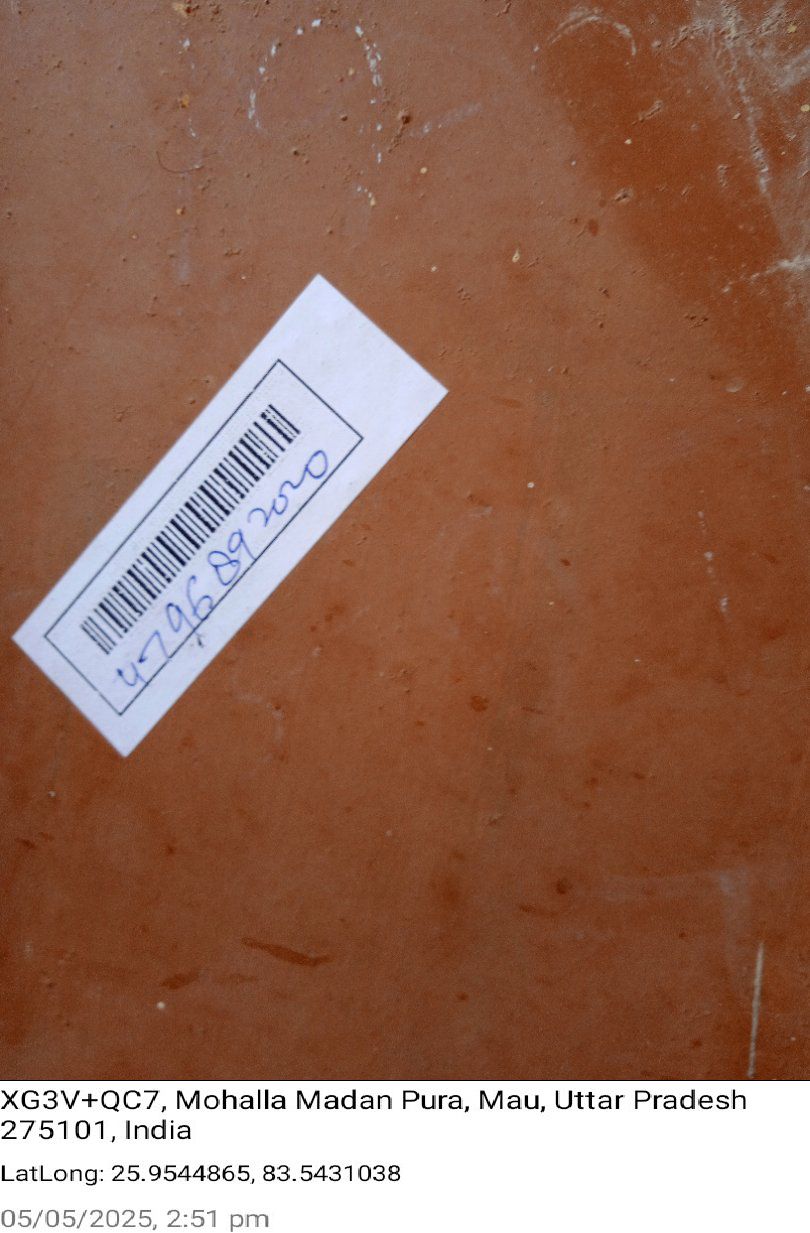 4796892020
XG3V+QC7, Mohalla Madan Pura, Mau, Uttar Pradesh
275101, India
LatLong: 25.9544865, 83.5431038
05/05/2025, 2:51 pm